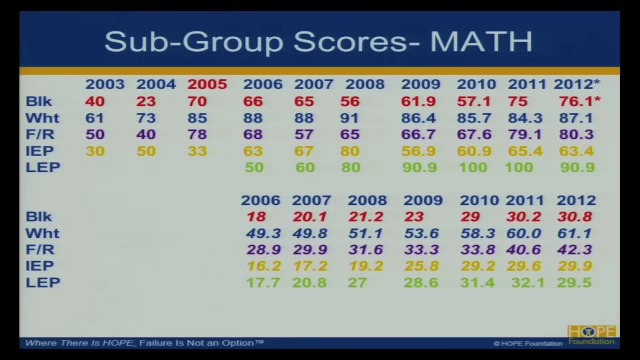 Sub-Group Scores- MATH
2003 2004 2005 2006 2007 2008 2009 2010 2011 2012*
Blk 40 23 70 66 65 56 61.9 57.1 75 76.1*
Wht 61 73 85 88 88 91 86.4 85.7 84.3 87.1
F/R 50 40 78 68 57 65 66.7 67.6 79.1 80.3
IEP 30 50 33 63 67 80 56.9 60.9 65.4 63.4
LEP 50 60 80 90.9 100 100 90.9
2006 2007 2008 2009 2010 2011 2012
Blk 18 20.1 21.2 23 29 30.2 30.8
Wht 49.3 49.8 51.1 53.6 58.3 60.0 61.1
F/R 28.9 29.9 31.6 33.3 33.8 40.6 42.3
IEP 16.2 17.2 19.2 25.8 29.2 29.6 29.9
LEP 17.7 20.8 27 28.6 31.4 32.1 29.5
HOPE
Foundation
Where There Is HOPE, Failure Is Not an Option™
© HOPE Foundation